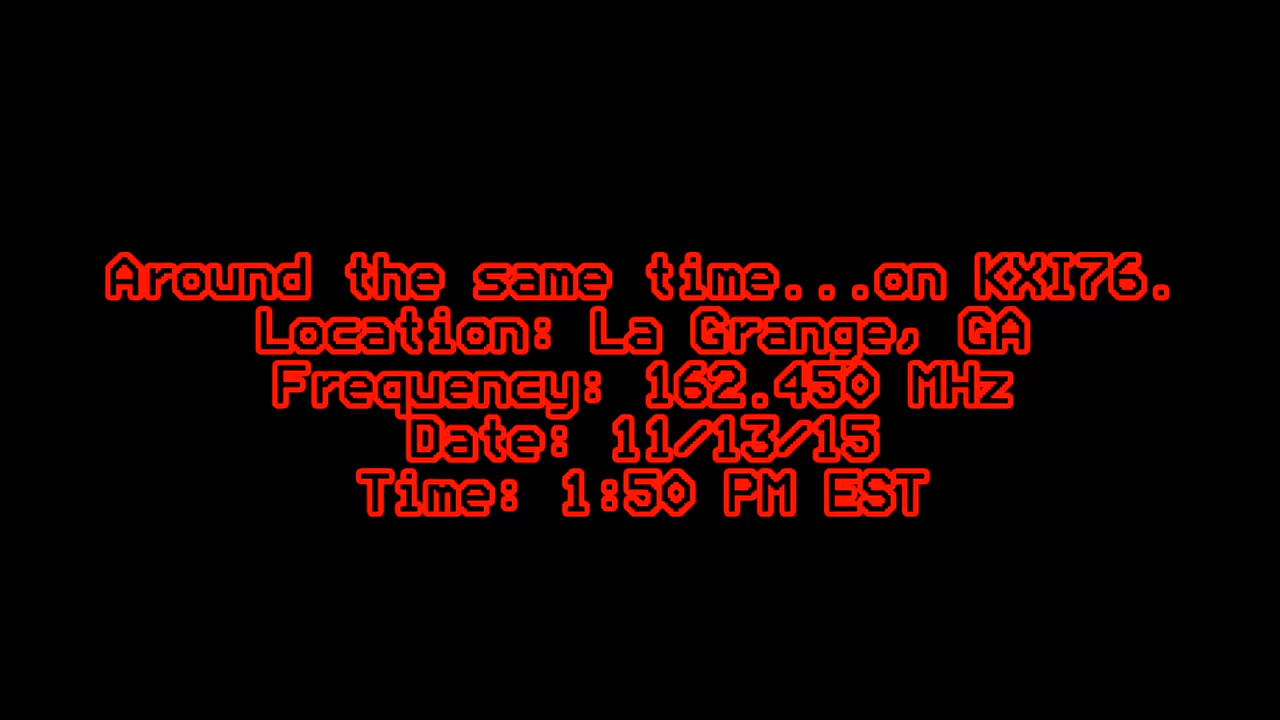 Around the same time...on KXI76.
Location: La Grange, GA
Frequency: 162.450 MHz
Date: 11/13/15
Time: 1:50 PM EST